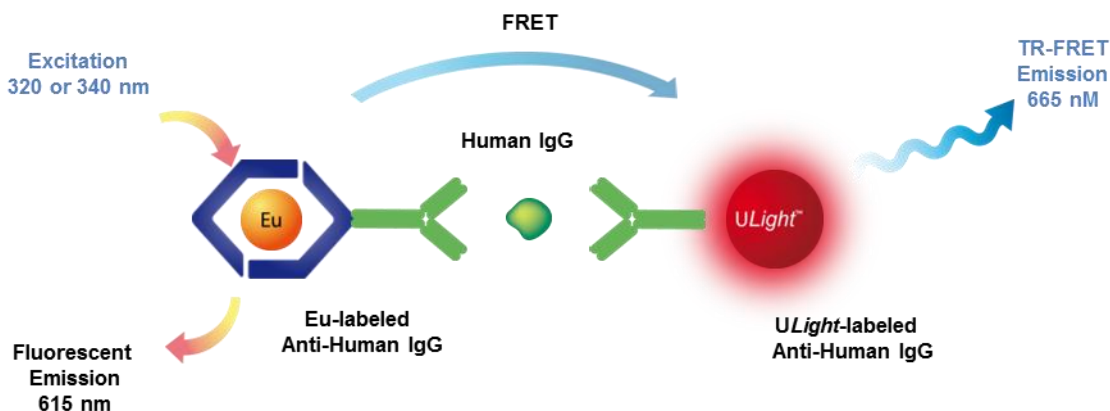 FRET
Excitation
320 or 340 nm
TR-FRET
Emission
665 nM
Human IgG
Eu
ULight™
Eu-labeled
Anti-Human IgG
ULight-labeled
Anti-Human IgG
Fluorescent
Emission
615 nm